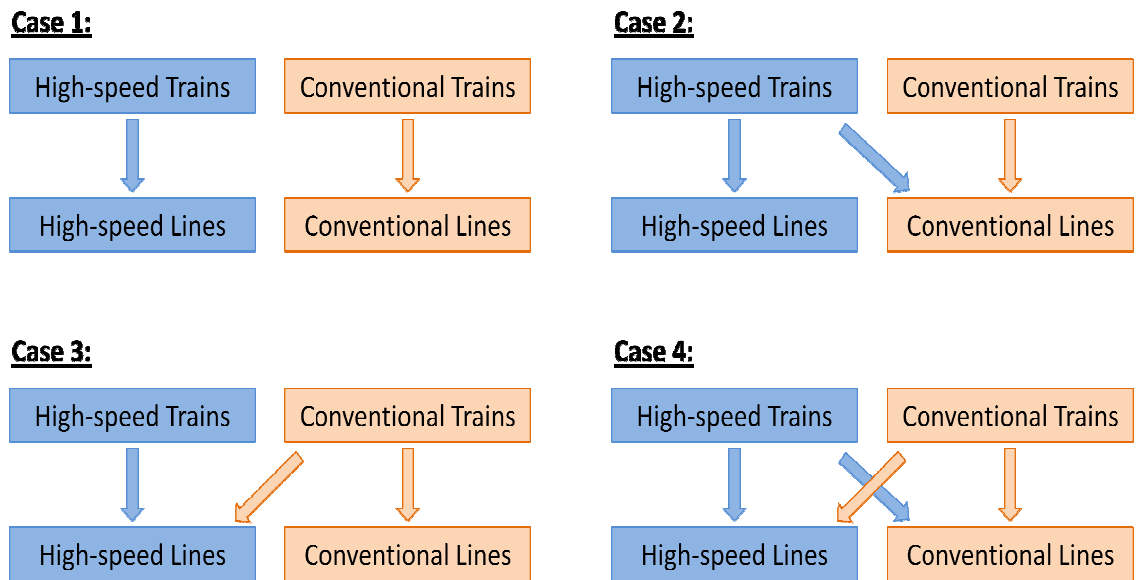 Case 1:
High-speed Trains
Conventional Trains
High-speed Lines
Conventional Lines
Case 2:
High-speed Trains
Conventional Trains
High-speed Lines
Conventional Lines
Case 3:
High-speed Trains
Conventional Trains
High-speed Lines
Conventional Lines
Case 4:
High-speed Trains
Conventional Trains
High-speed Lines
Conventional Lines